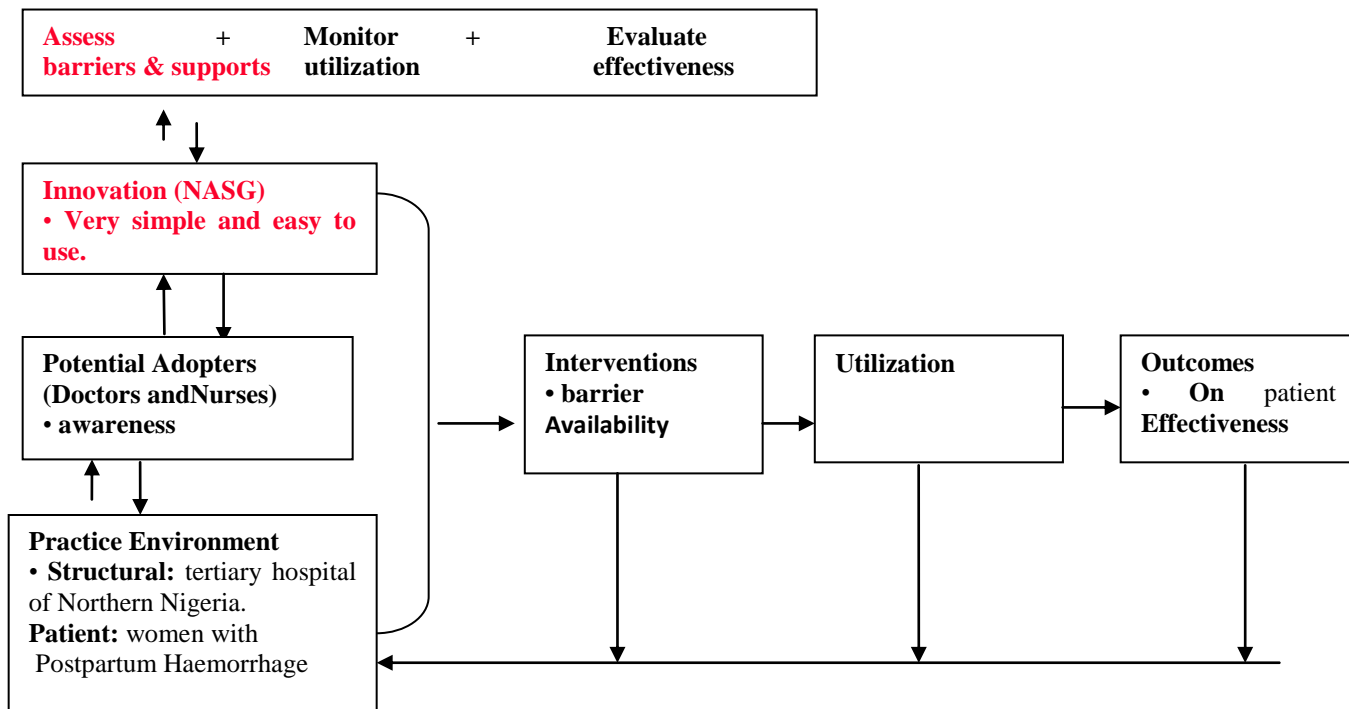 Assess + Monitor + Evaluate
barriers & supports utilization effectiveness
Innovation (NASG)
• Very simple and easy to
use.
Potential Adopters
(Doctors andNurses)
• awareness
Interventions
• barrier
Availability
Utilization
Outcomes
• On patient
Effectiveness
Practice Environment
• Structural: tertiary hospital
of Northern Nigeria.
Patient: women with
Postpartum Haemorrhage